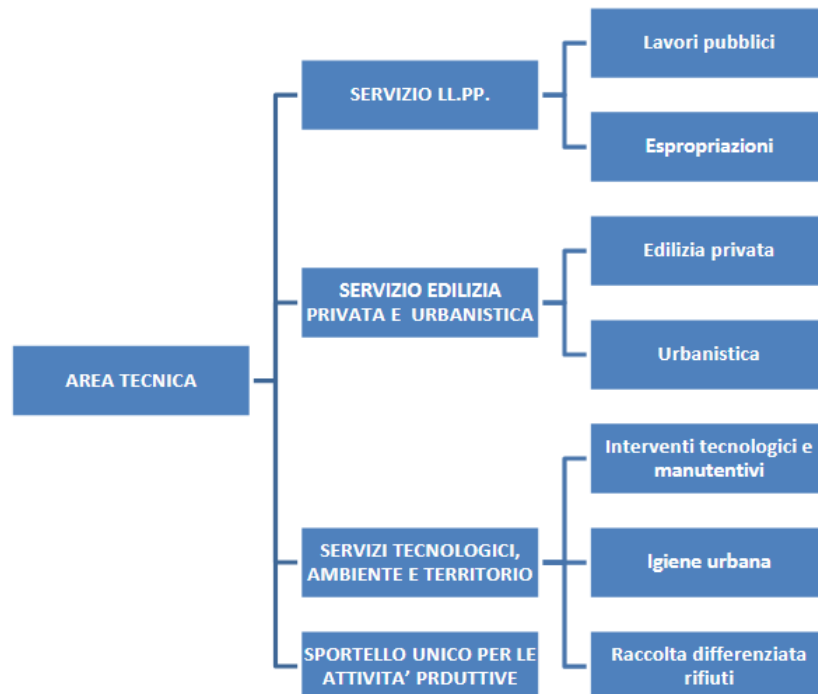 AREA TECNICA
SERVIZIO LL.PP.
Lavori pubblici
Espropriazioni
SERVIZIO EDILIZIA
PRIVATA E URBANISTICA
Edilizia privata
Urbanistica
SERVIZI TECNOLOGICI,
AMBIENTE E TERRITORIO
Interventi tecnologici e
manutentivi
Igiene urbana
Raccolta differenziata
rifiuti
SPORTELLO UNICO PER LE
ATTIVITA’ PRDUTTIVE